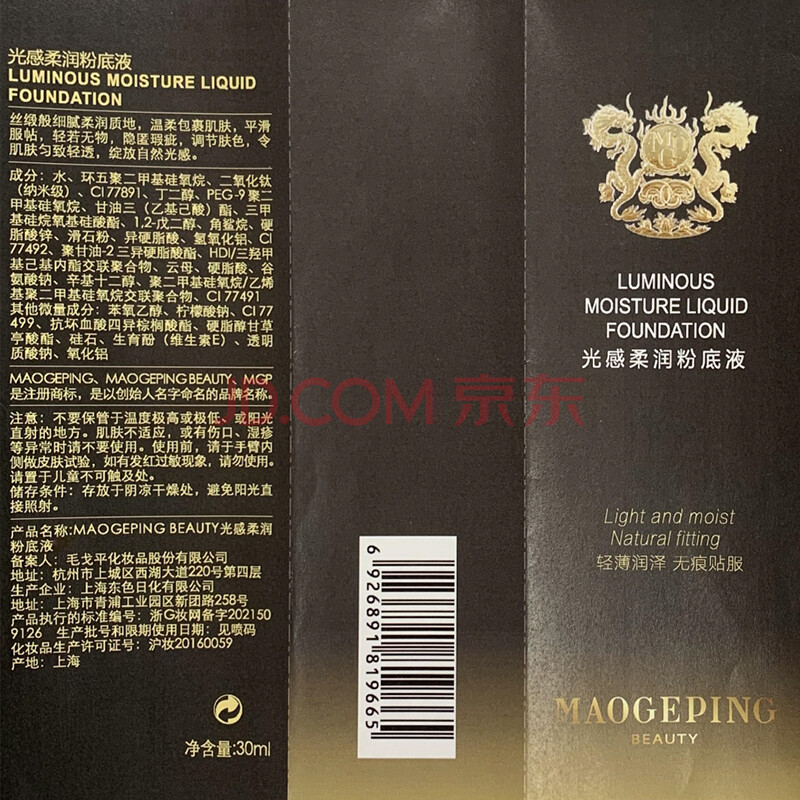 光感柔润粉底液
LUMINOUS MOISTURE LIQUID
FOUNDATION
丝缎般细腻柔润质地，温柔包裹肌肤，平滑
服帖，轻若无物，隐匿瑕疵，调节肤色，令
肌肤匀致轻透，绽放自然光感。
成分：水、环五聚二甲基硅氧烷、二氧化钛
（纳米级）、CI 77891、丁二醇、PEG-9 聚二
甲基硅氧烷、甘油三（乙基己酸）酯、三甲
基硅烷氧基硅酸酯、1,2-戊二醇、角鲨烷、硬
脂酸锌、滑石粉、异硬脂酸、氢氧化铝、CI
77492、聚甘油-2 三异硬脂酸酯、HDI/三羟甲
基己基内酯交联聚合物、云母、硬脂酸、谷
氨酸钠、辛基十二醇、聚二甲基硅氧烷/乙烯
基聚二甲基硅氧烷交联聚合物、CI 77491
其他微量成分：苯氧乙醇、柠檬酸钠、CI 77
499、抗坏血酸四异棕榈酸酯、硬脂醇甘草
亭酸酯、硅石、生育酚（维生素E）、透明
质酸钠、氧化铝
MAOGEPING、MAOGEPING BEAUTY、MGP
是注册商标，是以创始人名字命名的品牌名称。
注意：不要保管于温度极高或极低、或阳光
直射的地方。肌肤不适应，或有伤口、湿疹
等异常时请不要使用。使用前，请于手臂内
侧做皮肤试验，如有发红过敏现象，请勿使用。
请置于儿童不可触及处。
储存条件：存放于阴凉干燥处，避免阳光直
接照射。
产品名称:MAOGEPING BEAUTY光感柔润
粉底液
备案人：毛戈平化妆品股份有限公司
地址：杭州市上城区西湖大道220号第四层
生产企业：上海东色日化有限公司
地址：上海市青浦工业园区新团路258号
产品执行的标准编号：浙G妆网备字202150
9126 生产批号和限期使用日期：见喷码
化妆品生产许可证号：沪妆20160059
产地：上海
净含量:30ml
6 926891 819665
JD.COM 京东
MGP
LUMINOUS
MOISTURE LIQUID
FOUNDATION
光感柔润粉底液
Light and moist
Natural fitting
轻薄润泽 无痕贴服
MAOGEPING
BEAUTY